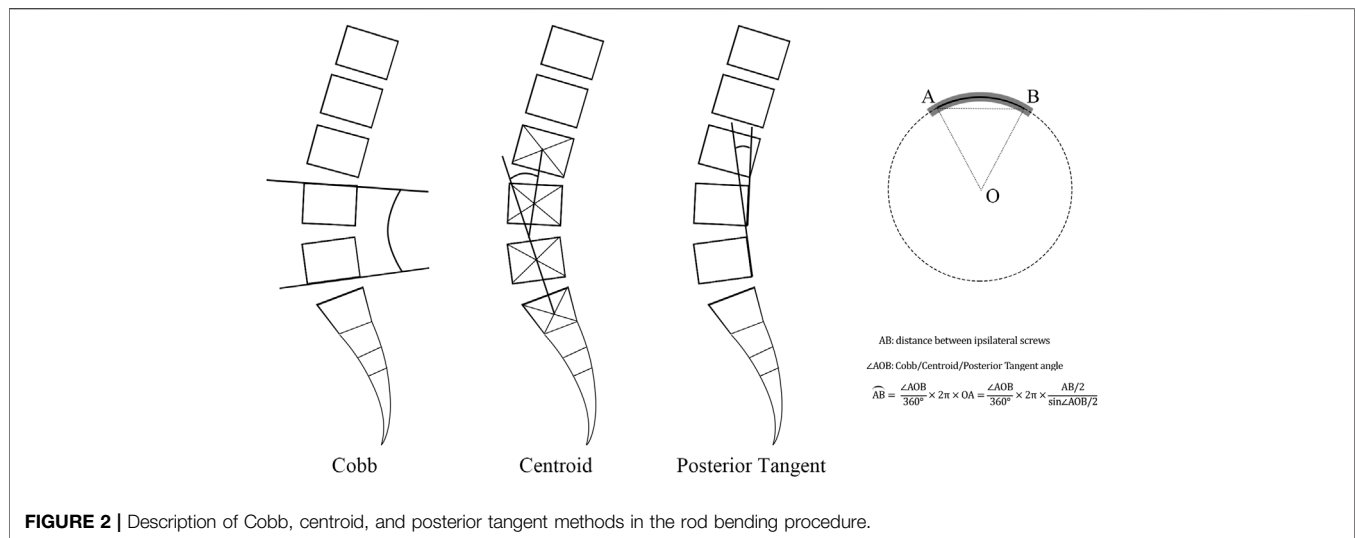 A B
O
AB: distance between ipsilateral screws
∠AOB: Cobb/Centroid/Posterior Tangent angle
A͡B = ∠AOB/360° × 2π × OA = ∠AOB/360° × 2π × (AB/2)/(sin∠AOB/2)
Cobb Centroid Posterior Tangent
FIGURE 2 | Description of Cobb, centroid, and posterior tangent methods in the rod bending procedure.